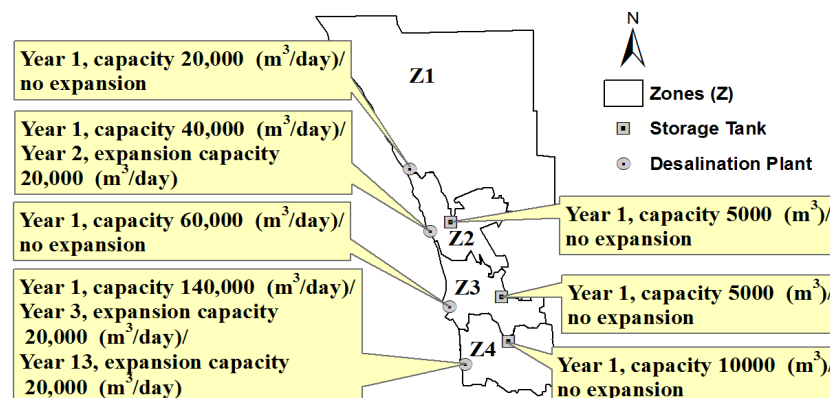 Year 1, capacity 20,000 (m³/day)/
no expansion
Year 1, capacity 40,000 (m³/day)/
Year 2, expansion capacity
20,000 (m³/day)
Year 1, capacity 60,000 (m³/day)/
no expansion
Year 1, capacity 140,000 (m³/day)/
Year 3, expansion capacity
20,000 (m³/day)/
Year 13, expansion capacity
20,000 (m³/day)
Z1
Z2
Z3
Z4
N
Zones (Z)
Storage Tank
Desalination Plant
Year 1, capacity 5000 (m³)/
no expansion
Year 1, capacity 5000 (m³)/
no expansion
Year 1, capacity 10000 (m³)/
no expansion